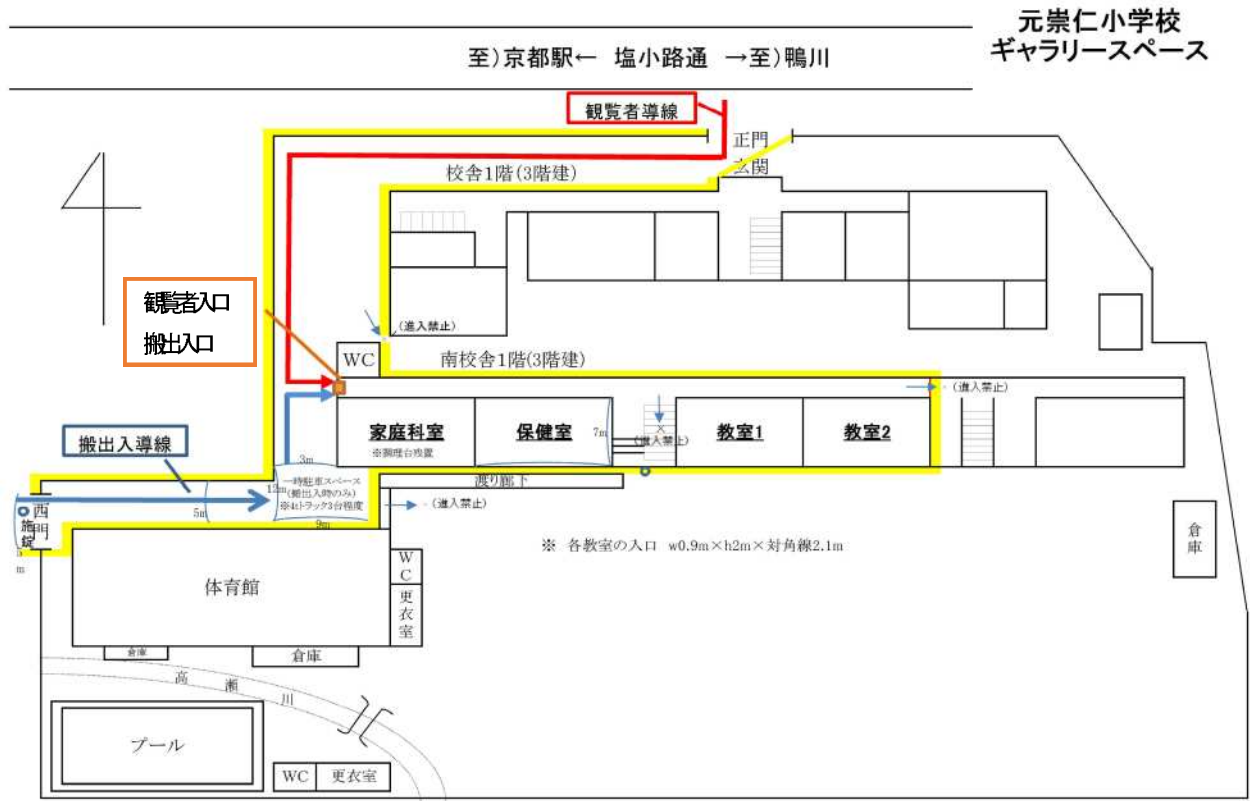 元崇仁小学校
ギャラリースペース
至)京都駅← 塩小路通 →至)鴨川
観覧者導線
正門
玄関
校舎1階(3階建)
観覧者入口
搬出入口
(進入禁止)
WC
南校舎1階(3階建)
(進入禁止)
家庭科室
※調理台残置
保健室
7m
×
(進入禁止)
教室1
教室2
搬出入導線
3m
12m
一時駐車スペース
(搬出入時のみ)
※4tトラック3台程度
5m
9m
渡り廊下
(進入禁止)
西門
施錠
5m
※ 各教室の入口 w0.9m×h2m×対角線2.1m
倉庫
体育館
WC
更衣室
倉庫
倉庫
高瀬川
プール
WC
更衣室